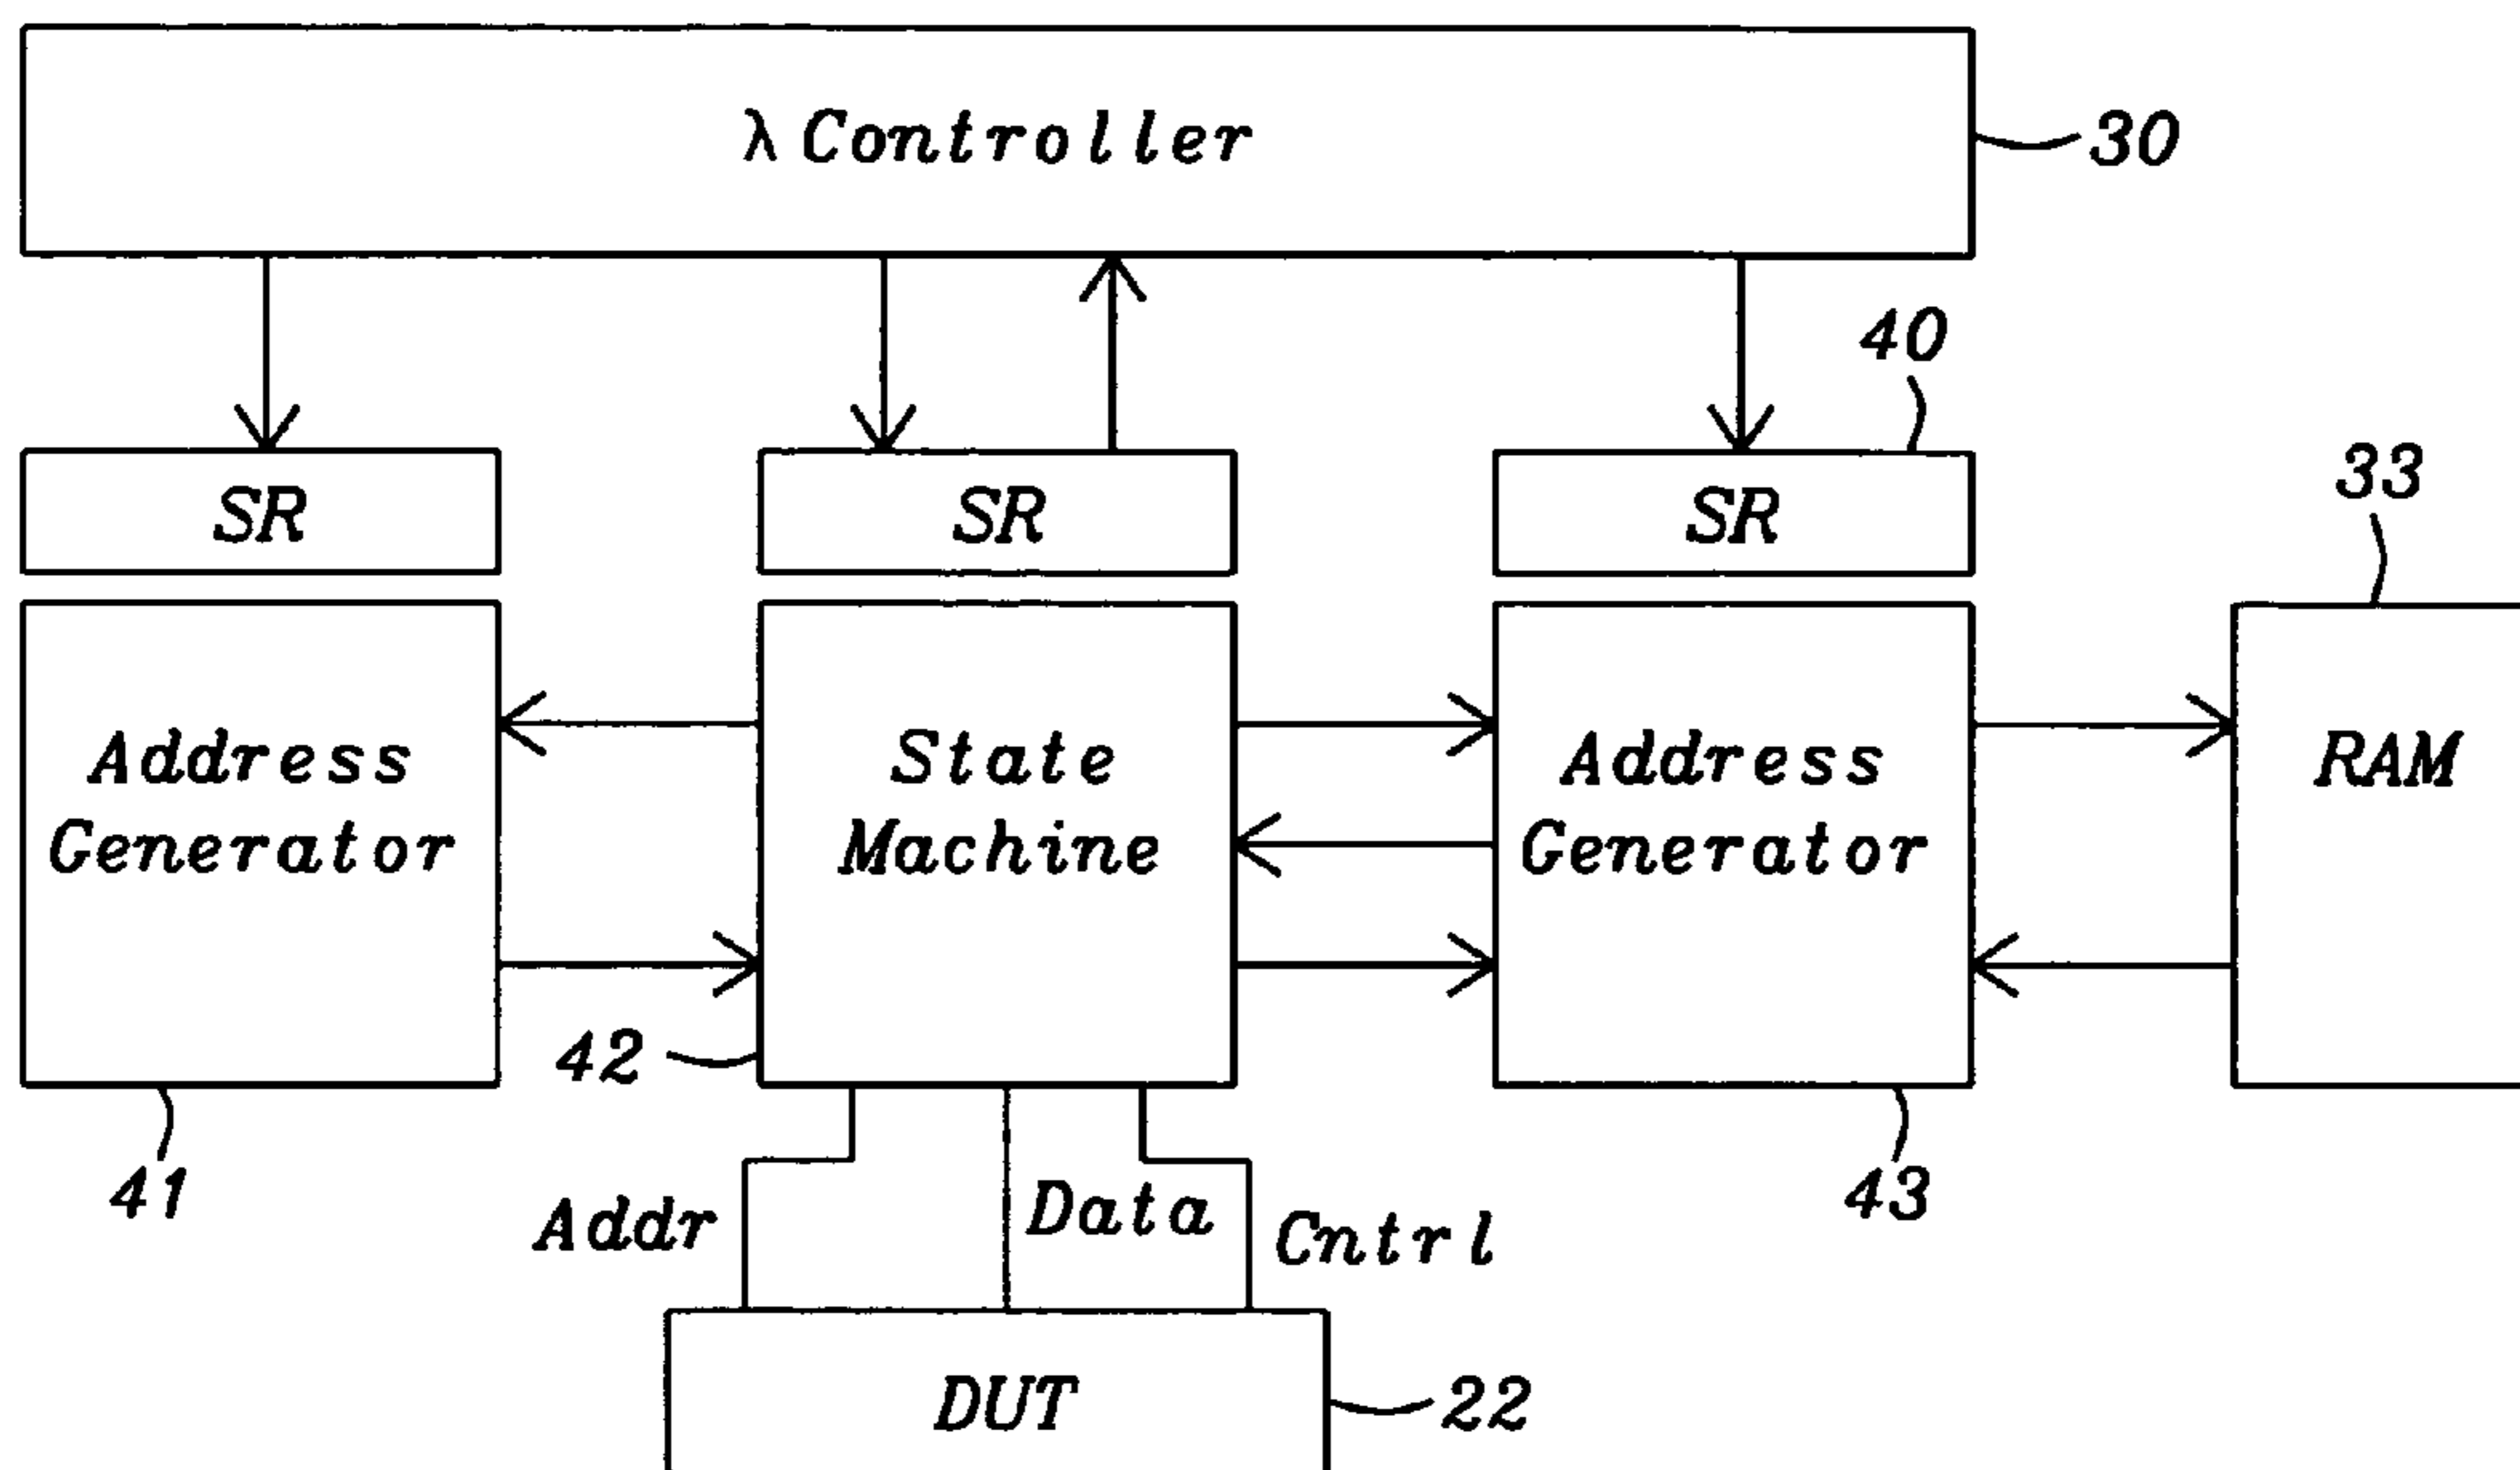 λ Controller
30
40
33
SR
SR
SR
Address
Generator
State
Machine
Address
Generator
RAM
42
41
43
Addr
Data
Cntrl
DUT
22